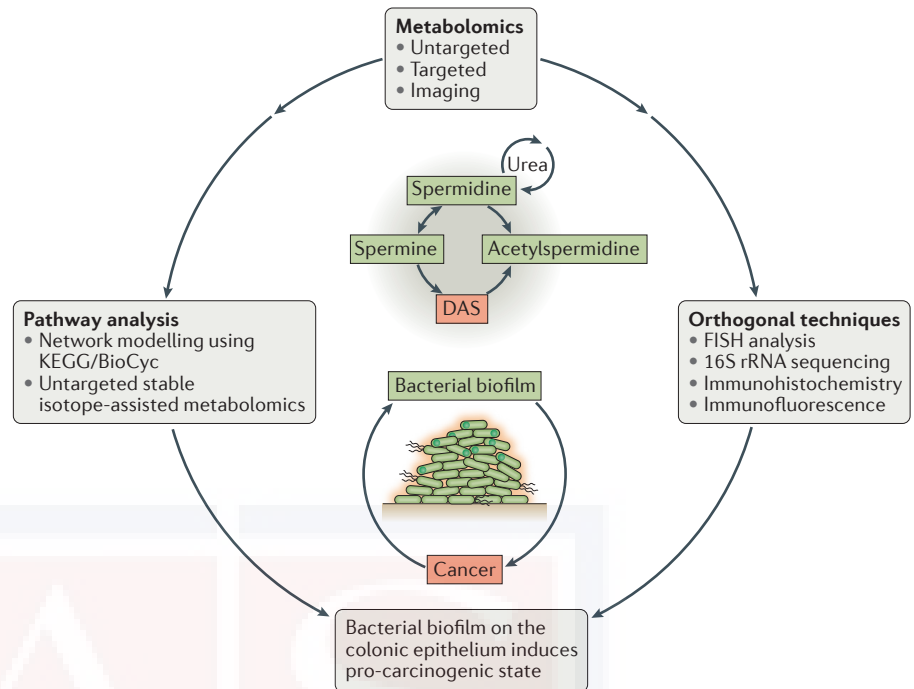 Metabolomics
• Untargeted
• Targeted
• Imaging
Urea
Spermidine
Spermine
Acetylspermidine
DAS
Pathway analysis
• Network modelling using
KEGG/BioCyc
• Untargeted stable
isotope-assisted metabolomics
Orthogonal techniques
• FISH analysis
• 16S rRNA sequencing
• Immunohistochemistry
• Immunofluorescence
Bacterial biofilm
Cancer
Bacterial biofilm on the
colonic epithelium induces
pro-carcinogenic state